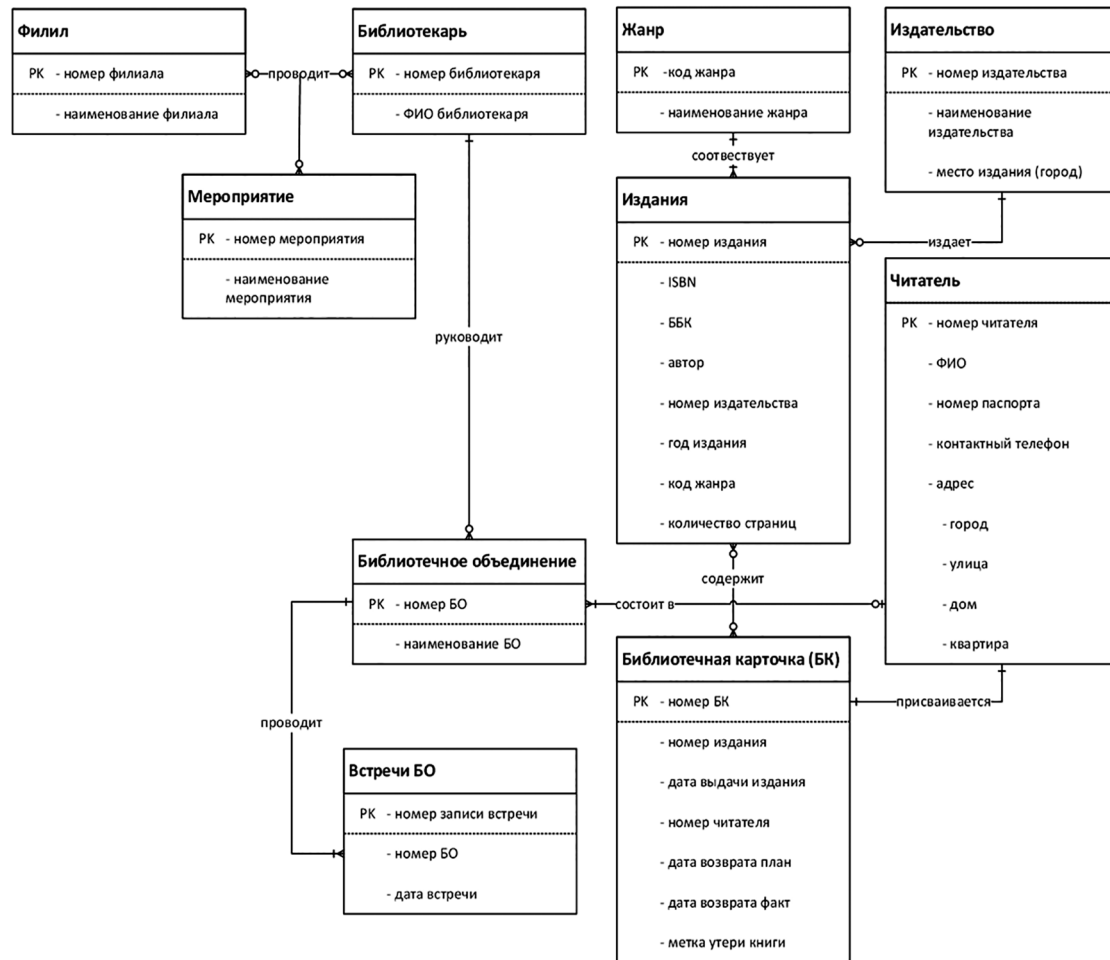 Филил
PK - номер филиала
- наименование филиала
проводит
Библиотекарь
PK - номер библиотекаря
- ФИО библиотекаря
Мероприятие
PK - номер мероприятия
- наименование
мероприятия
руководит
Жанр
PK -код жанра
- наименование жанра
соотвествует
Издательство
PK - номер издательства
- наименование
издательства
- место издания (город)
издает
Издания
PK - номер издания
- ISBN
- ББК
- автор
- номер издательства
- год издания
- код жанра
- количество страниц
содержит
Читатель
PK - номер читателя
- ФИО
- номер паспорта
- контактный телефон
- адрес
- город
- улица
- дом
- квартира
Библиотечное объединение
PK - номер БО
- наименование БО
состоит в
проводит
Встречи БО
PK - номер записи встречи
- номер БО
- дата встречи
Библиотечная карточка (БК)
PK - номер БК
- номер издания
- дата выдачи издания
- номер читателя
- дата возврата план
- дата возврата факт
- метка утери книги
присваивается